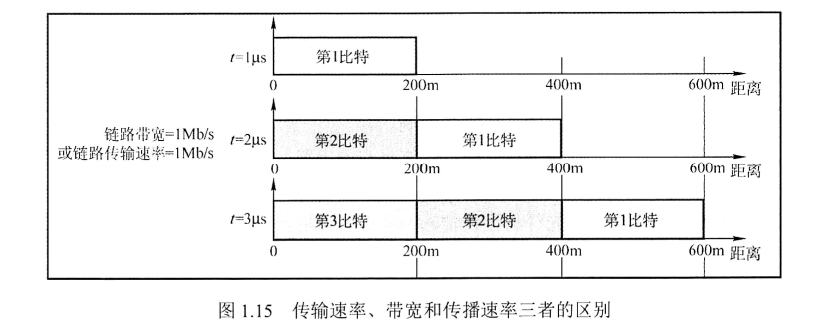 t=1μs
第1比特
0
200m
400m
600m 距离
链路带宽=1Mb/s
或链路传输速率=1Mb/s
t=2μs
第2比特
第1比特
0
200m
400m
600m 距离
t=3μs
第3比特
第2比特
第1比特
0
200m
400m
600m 距离
图 1.15 传输速率、带宽和传播速率三者的区别